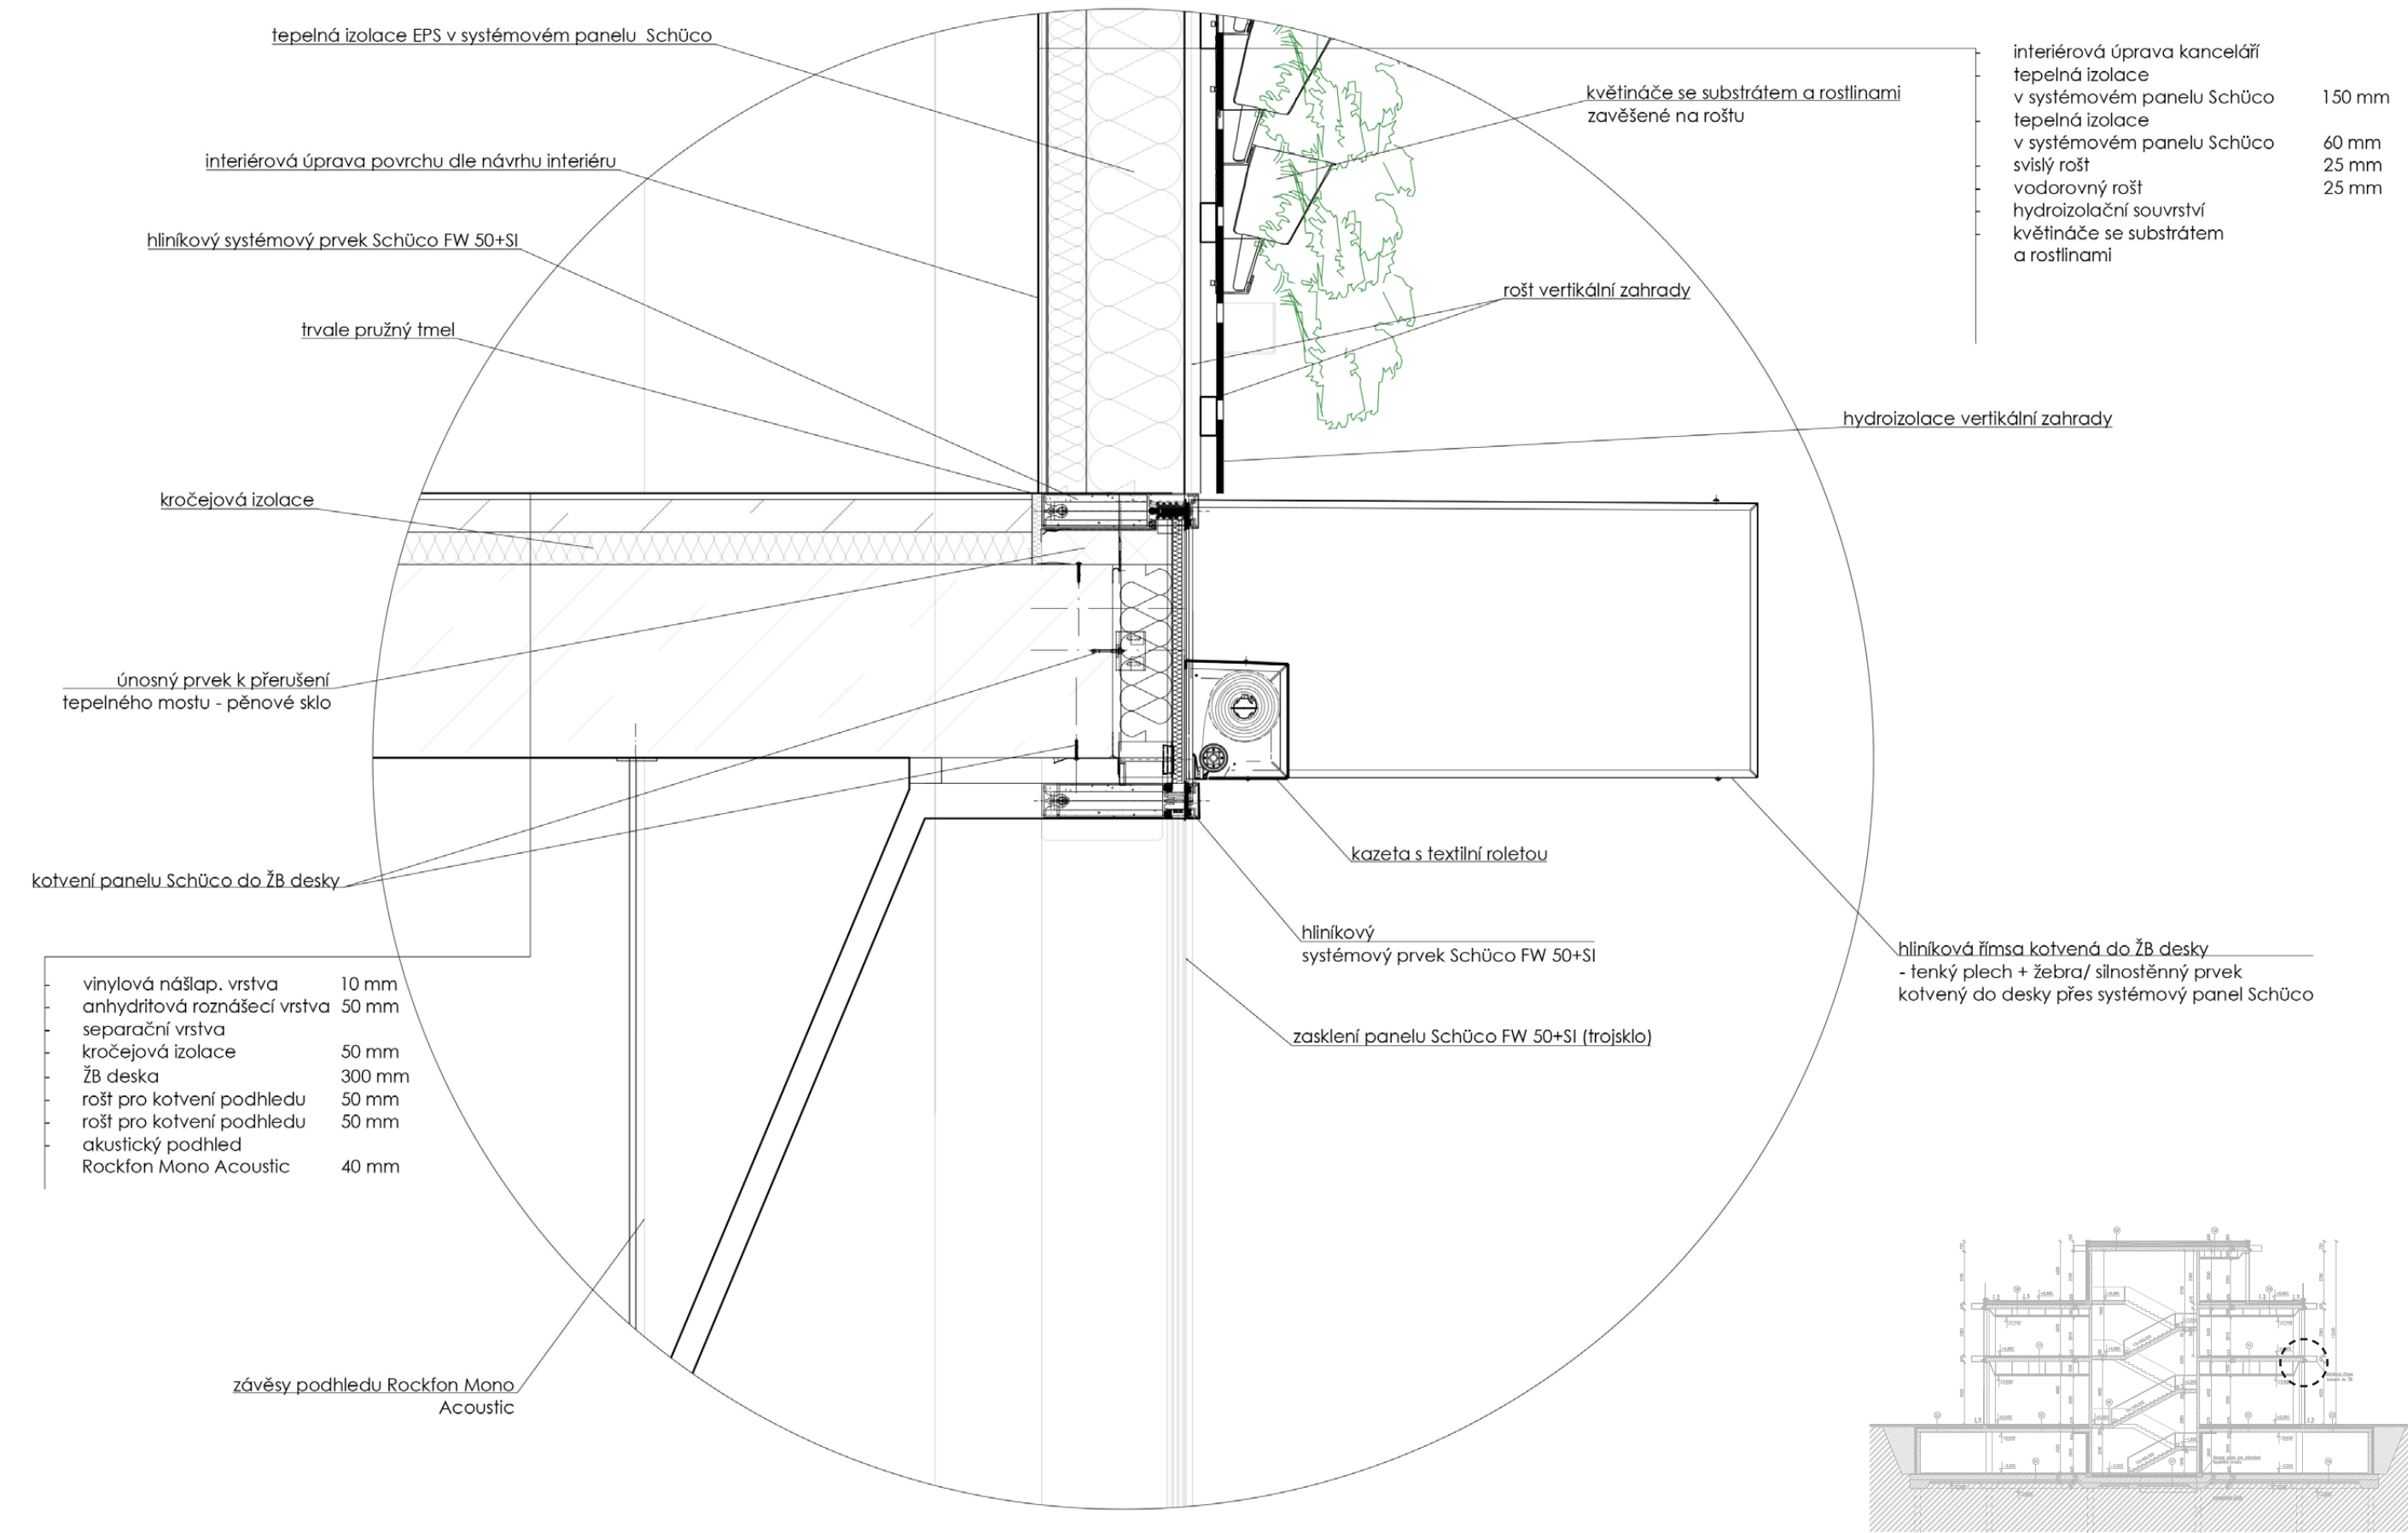 tepelná izolace EPS v systémovém panelu Schüco
interiérová úprava povrchu dle návrhu interiéru
hliníkový systémový prvek Schüco FW 50+SI
trvale pružný tmel
kročejová izolace
únosný prvek k přerušení
tepelného mostu - pěnové sklo
kotvení panelu Schüco do ŽB desky
vinylová nášlap. vrstva 10 mm
anhydritová roznášecí vrstva 50 mm
separační vrstva
kročejová izolace 50 mm
ŽB deska 300 mm
rošt pro kotvení podhledu 50 mm
rošt pro kotvení podhledu 50 mm
akustický podhled
Rockfon Mono Acoustic 40 mm
závěsy podhledu Rockfon Mono
Acoustic
květináče se substrátem a rostlinami
zavěšené na roštu
rošt vertikální zahrady
hydroizolace vertikální zahrady
kazeta s textilní roletou
hliníkový
systémový prvek Schüco FW 50+SI
zasklení panelu Schüco FW 50+SI (trojsklo)
hliníková římsa kotvená do ŽB desky
- tenký plech + žebra/ silnostěnný prvek
kotvený do desky přes systémový panel Schüco
interiérová úprava kanceláří
tepelná izolace
v systémovém panelu Schüco 150 mm
tepelná izolace
v systémovém panelu Schüco 60 mm
svislý rošt 25 mm
vodorovný rošt 25 mm
hydroizolační souvrství
květináče se substrátem
a rostlinami